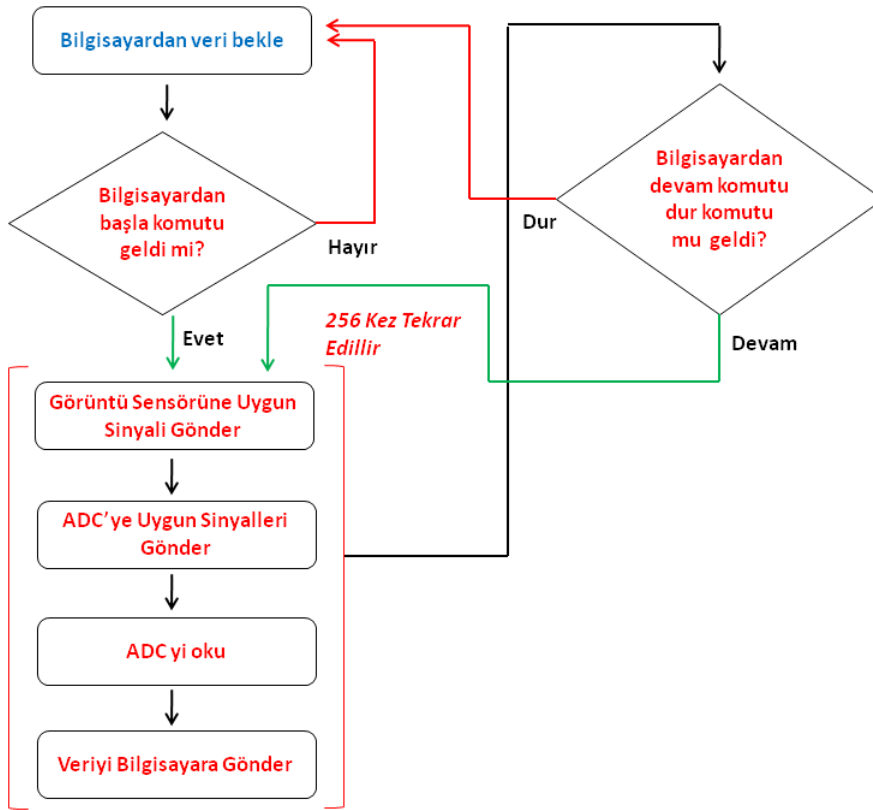 Bilgisayardan veri bekle
Bilgisayardan
başla komutu
geldi mi?
Hayır
Evet
Bilgisayardan
devam komutu
dur komutu
mu geldi?
Dur
Devam
256 Kez Tekrar
Edillir
Görüntü Sensörüne Uygun
Sinyali Gönder
ADC’ye Uygun Sinyalleri
Gönder
ADC yi oku
Veriyi Bilgisayara Gönder